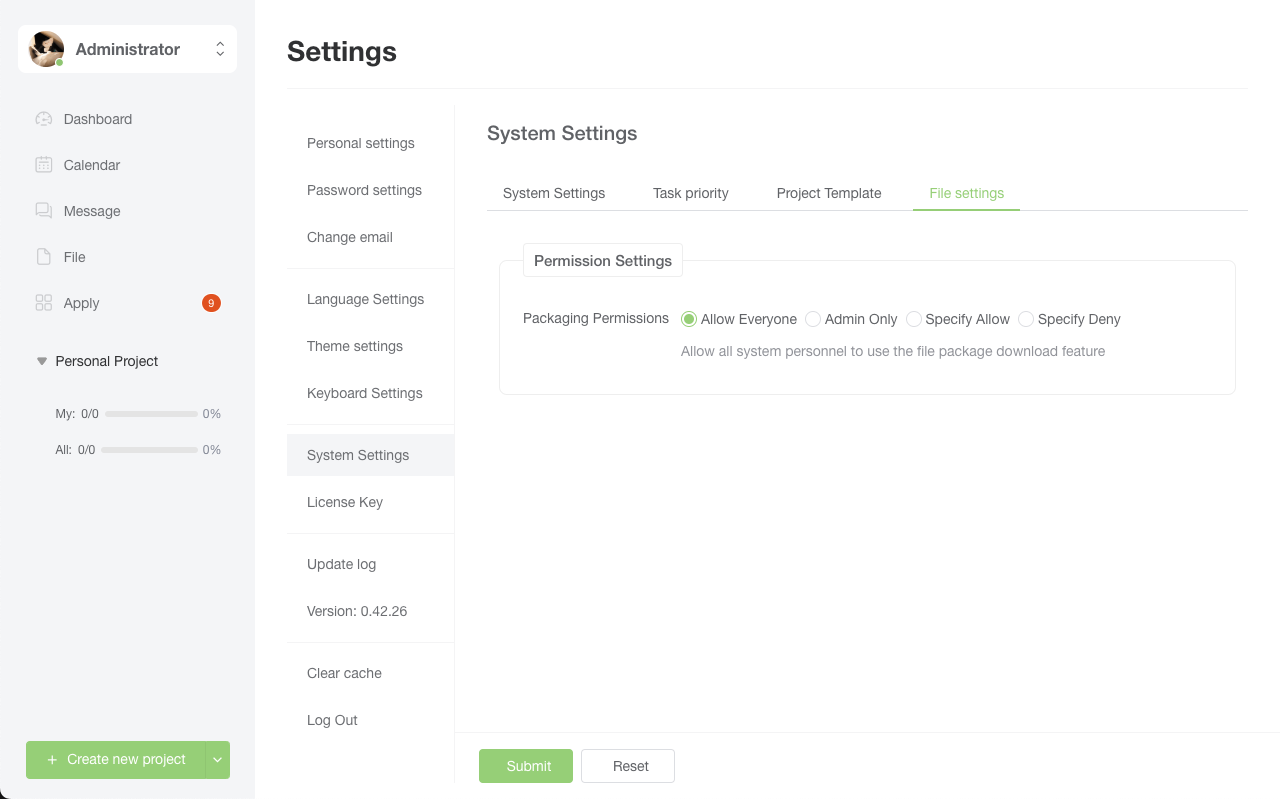 Administrator
Dashboard
Calendar
Message
File
Apply
9
Personal Project
My: 0/0 0%
All: 0/0 0%
+ Create new project
Settings
Personal settings
Password settings
Change email
Language Settings
Theme settings
Keyboard Settings
System Settings
License Key
Update log
Version: 0.42.26
Clear cache
Log Out
System Settings
System Settings Task priority Project Template File settings
Permission Settings
Packaging Permissions Allow Everyone Admin Only Specify Allow Specify Deny
Allow all system personnel to use the file package download feature
Submit Reset